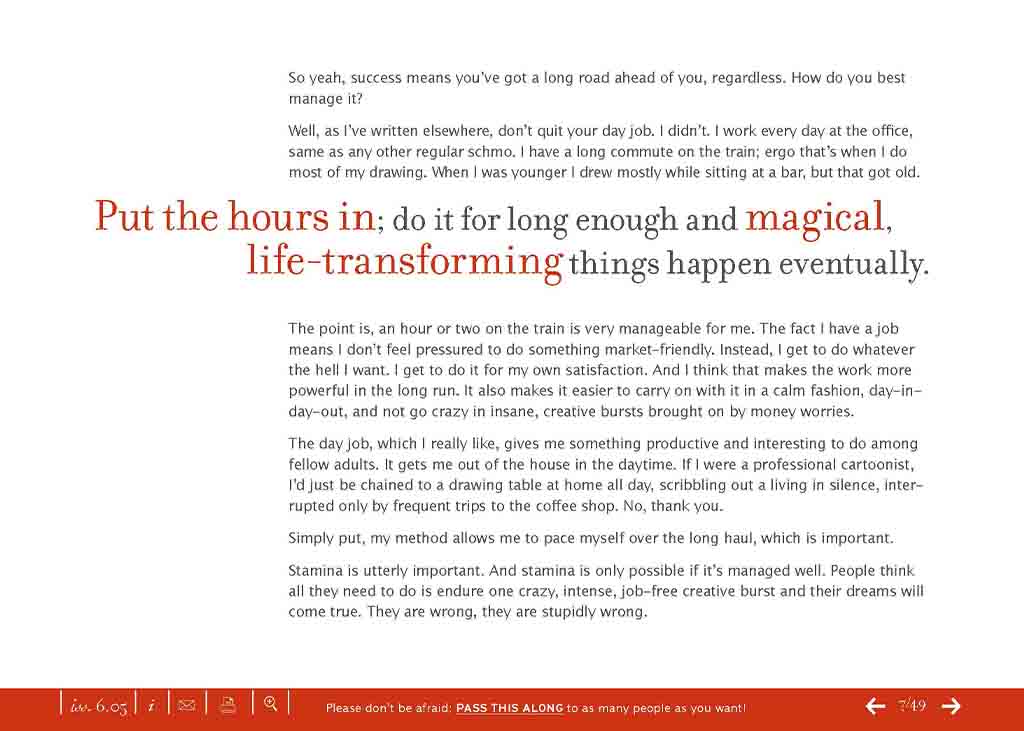 So yeah, success means you’ve got a long road ahead of you, regardless. How do you best
manage it?
Well, as I’ve written elsewhere, don’t quit your day job. I didn’t. I work every day at the office,
same as any other regular schmo. I have a long commute on the train; ergo that’s when I do
most of my drawing. When I was younger I drew mostly while sitting at a bar, but that got old.
Put the hours in; do it for long enough and magical,
life-transforming things happen eventually.
The point is, an hour or two on the train is very manageable for me. The fact I have a job
means I don’t feel pressured to do something market-friendly. Instead, I get to do whatever
the hell I want. I get to do it for my own satisfaction. And I think that makes the work more
powerful in the long run. It also makes it easier to carry on with it in a calm fashion, day-in-
day-out, and not go crazy in insane, creative bursts brought on by money worries.
The day job, which I really like, gives me something productive and interesting to do among
fellow adults. It gets me out of the house in the daytime. If I were a professional cartoonist,
I’d just be chained to a drawing table at home all day, scribbling out a living in silence, inter-
rupted only by frequent trips to the coffee shop. No, thank you.
Simply put, my method allows me to pace myself over the long haul, which is important.
Stamina is utterly important. And stamina is only possible if it’s managed well. People think
all they need to do is endure one crazy, intense, job-free creative burst and their dreams will
come true. They are wrong, they are stupidly wrong.
iss. 6.05 i Please don’t be afraid: PASS THIS ALONG to as many people as you want! 7/49